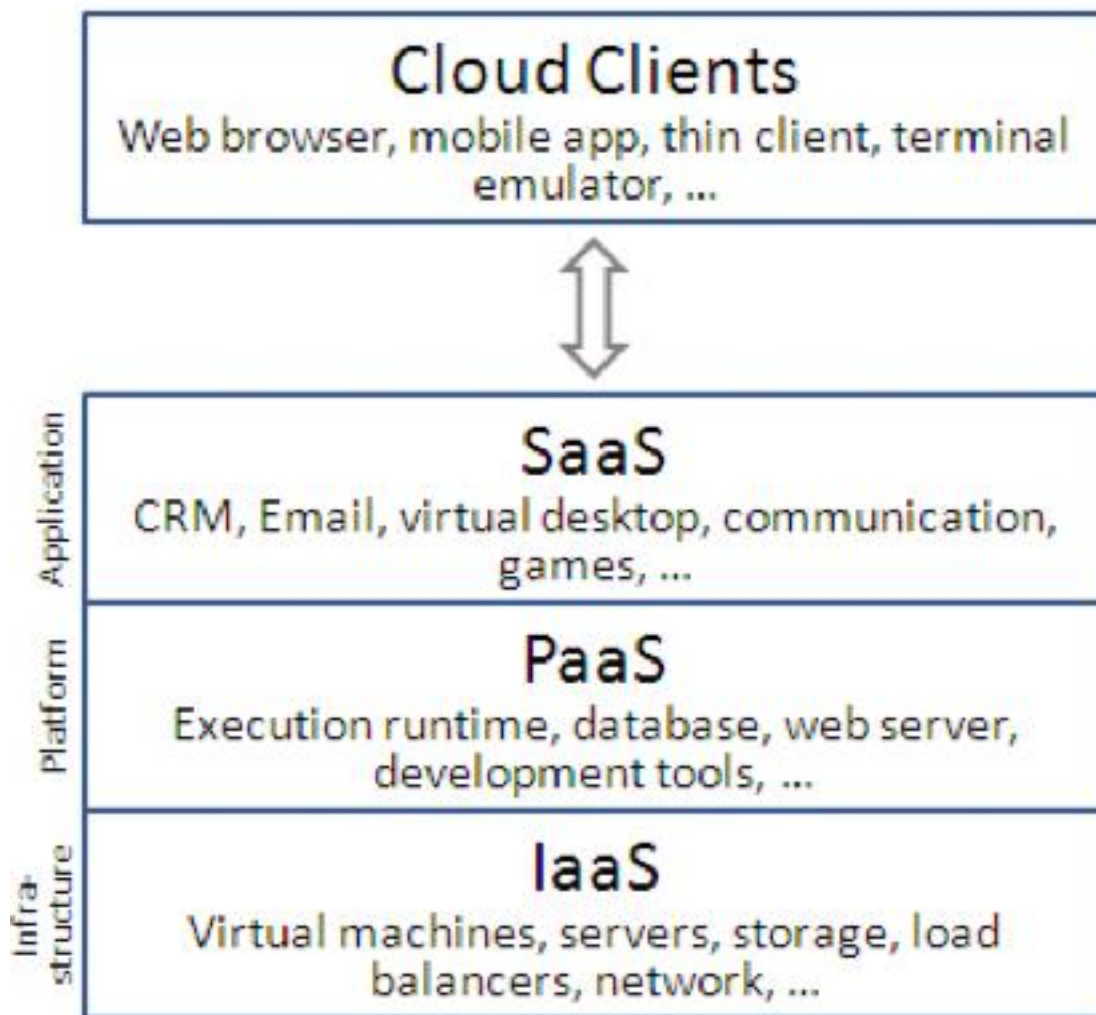 Cloud Clients
Web browser, mobile app, thin client, terminal
emulator, ...
Application
SaaS
CRM, Email, virtual desktop, communication,
games, ...
Platform
PaaS
Execution runtime, database, web server,
development tools, ...
Infra-
structure
IaaS
Virtual machines, servers, storage, load
balancers, network, ...